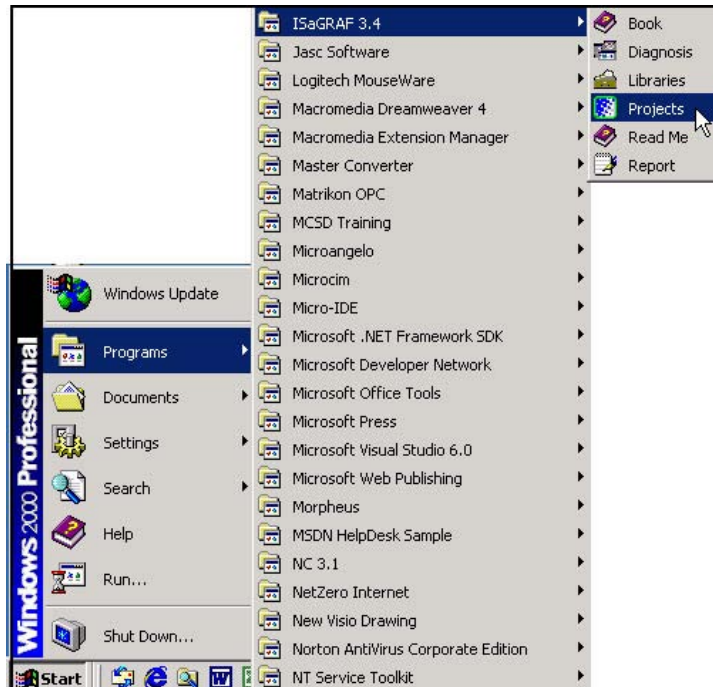 ISaGRAF 3.4
Jasc Software
Logitech MouseWare
Macromedia Dreamweaver 4
Macromedia Extension Manager
Master Converter
Matrikon OPC
MCSD Training
Microangelo
Microcim
Micro-IDE
Microsoft .NET Framework SDK
Microsoft Developer Network
Microsoft Office Tools
Microsoft Press
Microsoft Visual Studio 6.0
Microsoft Web Publishing
Morpheus
MSDN HelpDesk Sample
NC 3.1
NetZero Internet
New Visio Drawing
Norton AntiVirus Corporate Edition
NT Service Toolkit
Book
Diagnosis
Libraries
Projects
Read Me
Report
Windows Update
Programs
Documents
Settings
Search
Help
Run...
Shut Down...
Windows 2000 Professional
Start